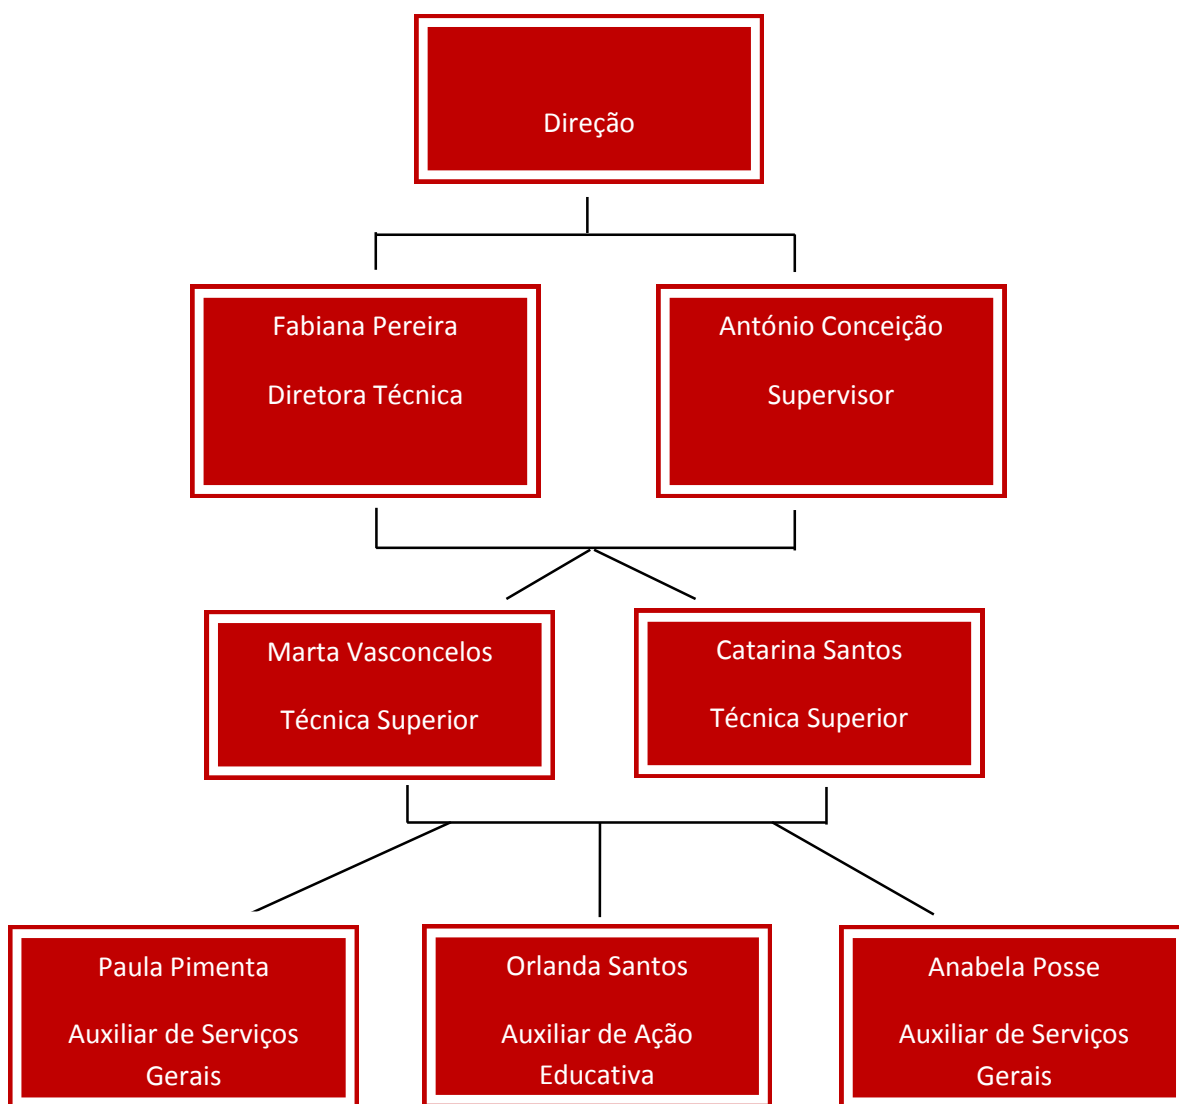 Direção
Fabiana Pereira
Diretora Técnica
António Conceição
Supervisor
Marta Vasconcelos
Técnica Superior
Catarina Santos
Técnica Superior
Paula Pimenta
Auxiliar de Serviços
Gerais
Orlanda Santos
Auxiliar de Ação
Educativa
Anabela Posse
Auxiliar de Serviços
Gerais